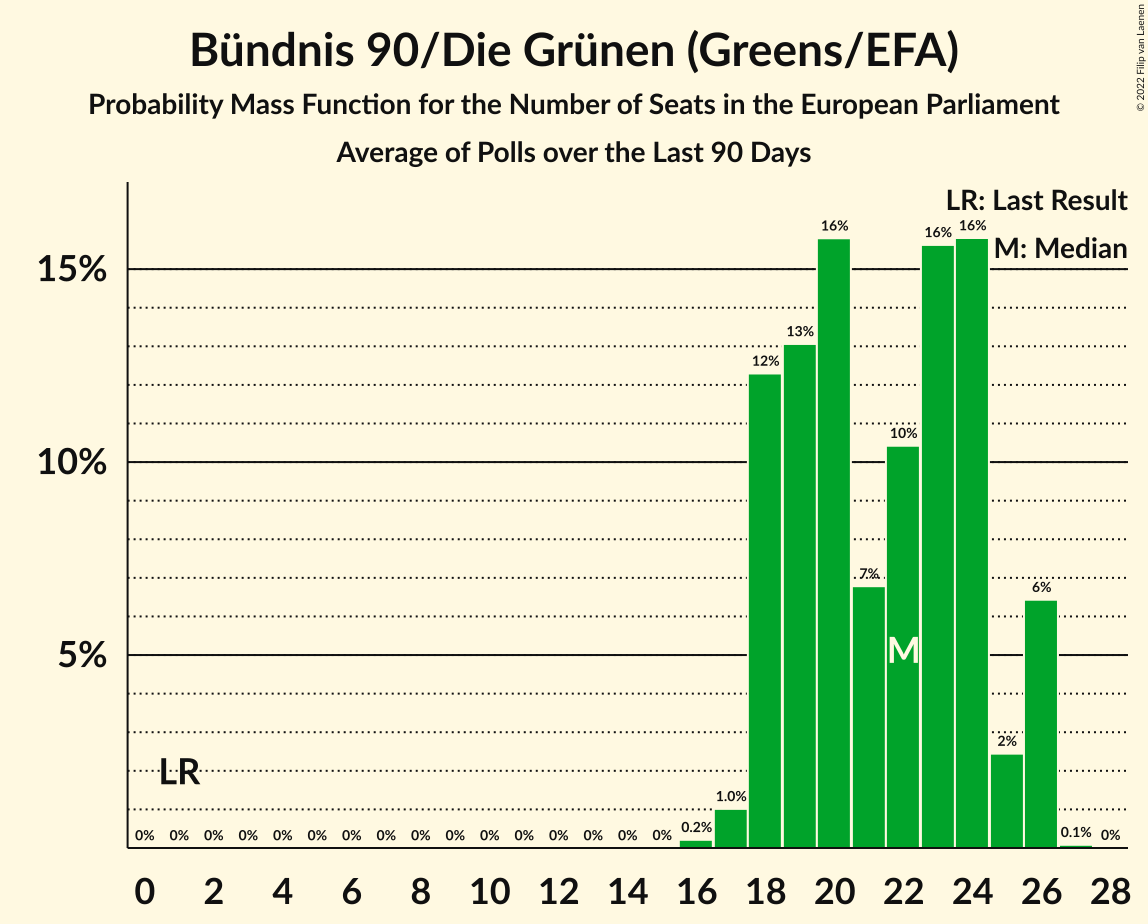 Bündnis 90/Die Grünen (Greens/EFA)
Probability Mass Function for the Number of Seats in the European Parliament
Average of Polls over the Last 90 Days
© 2022 Filip van Laenen
LR: Last Result
M: Median
15%
10%
5%
0% 0% 0% 0% 0% 0% 0% 0% 0% 0% 0% 0% 0% 0% 0% 0% 0.2% 1.0% 12% 13% 16% 7% 10% 16% 16% 2% 6% 0.1% 0%
LR
M
0 2 4 6 8 10 12 14 16 18 20 22 24 26 28